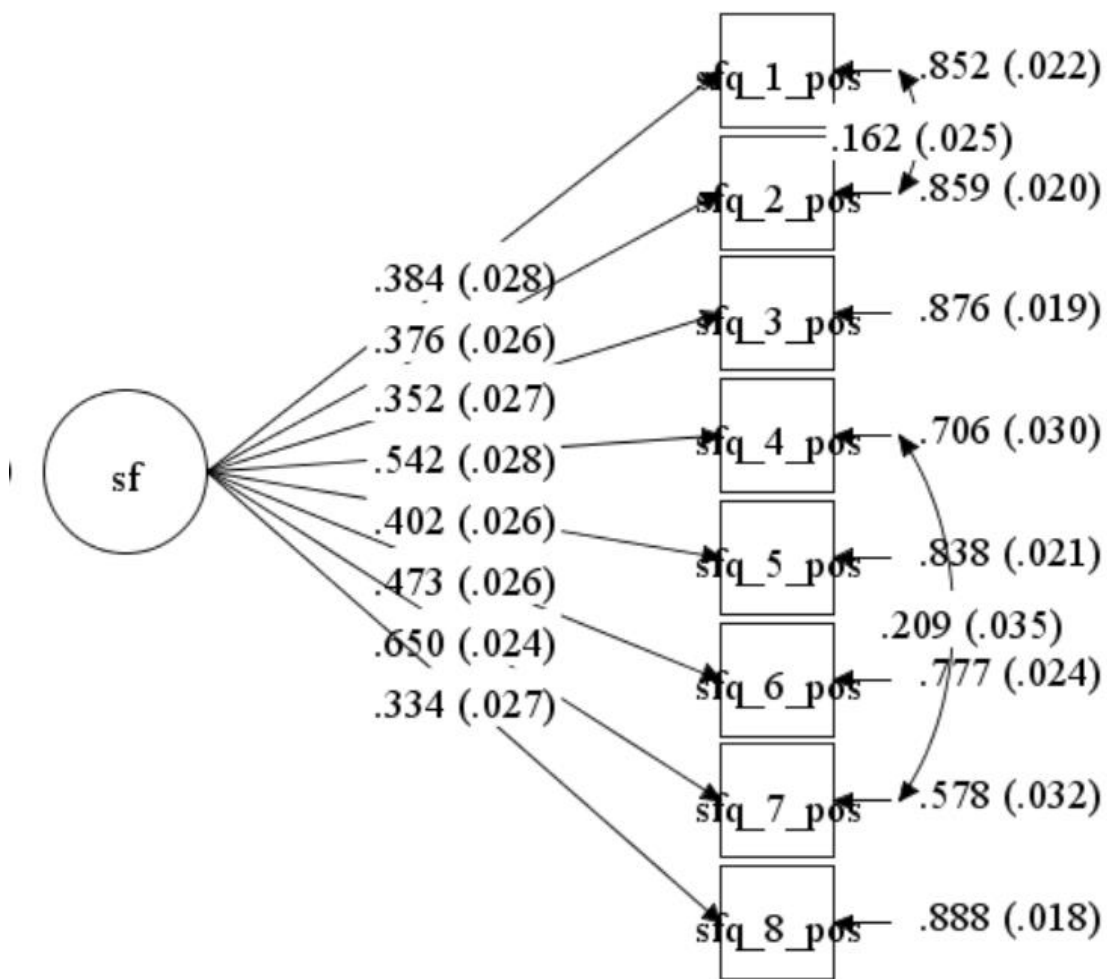 sfq_1_pos .852 (.022)
.162 (.025)
sfq_2_pos .859 (.020)
.384 (.028)
sfq_3_pos .876 (.019)
.376 (.026)
.352 (.027)
sfq_4_pos .706 (.030)
.542 (.028)
sf
.402 (.026)
sfq_5_pos .838 (.021)
.473 (.026)
.209 (.035)
.650 (.024)
sfq_6_pos .777 (.024)
.334 (.027)
sfq_7_pos .578 (.032)
sfq_8_pos .888 (.018)